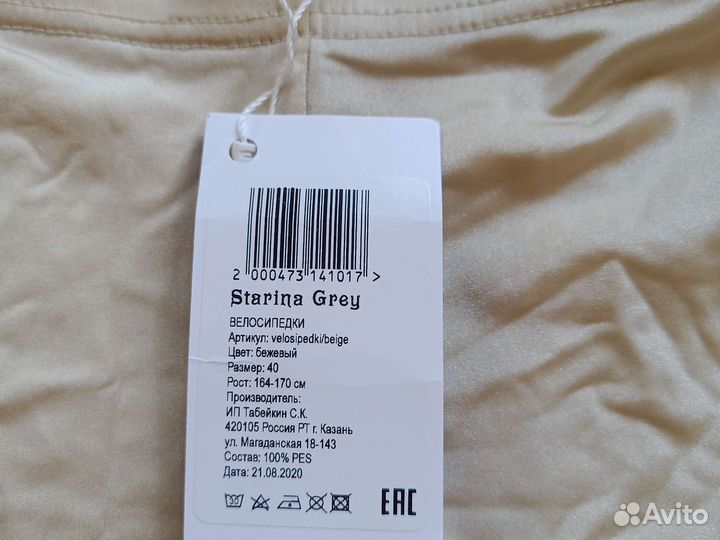 2 000473 141017 >
Starina Grey
ВЕЛОСИПЕДКИ
Артикул: velosipedki/beige
Цвет: бежевый
Размер: 40
Рост: 164-170 см
Производитель:
ИП Табейкин С.К.
420105 Россия РТ г. Казань
ул. Магаданская 18-143
Состав: 100% PES
Дата: 21.08.2020
30
EAC
Avito